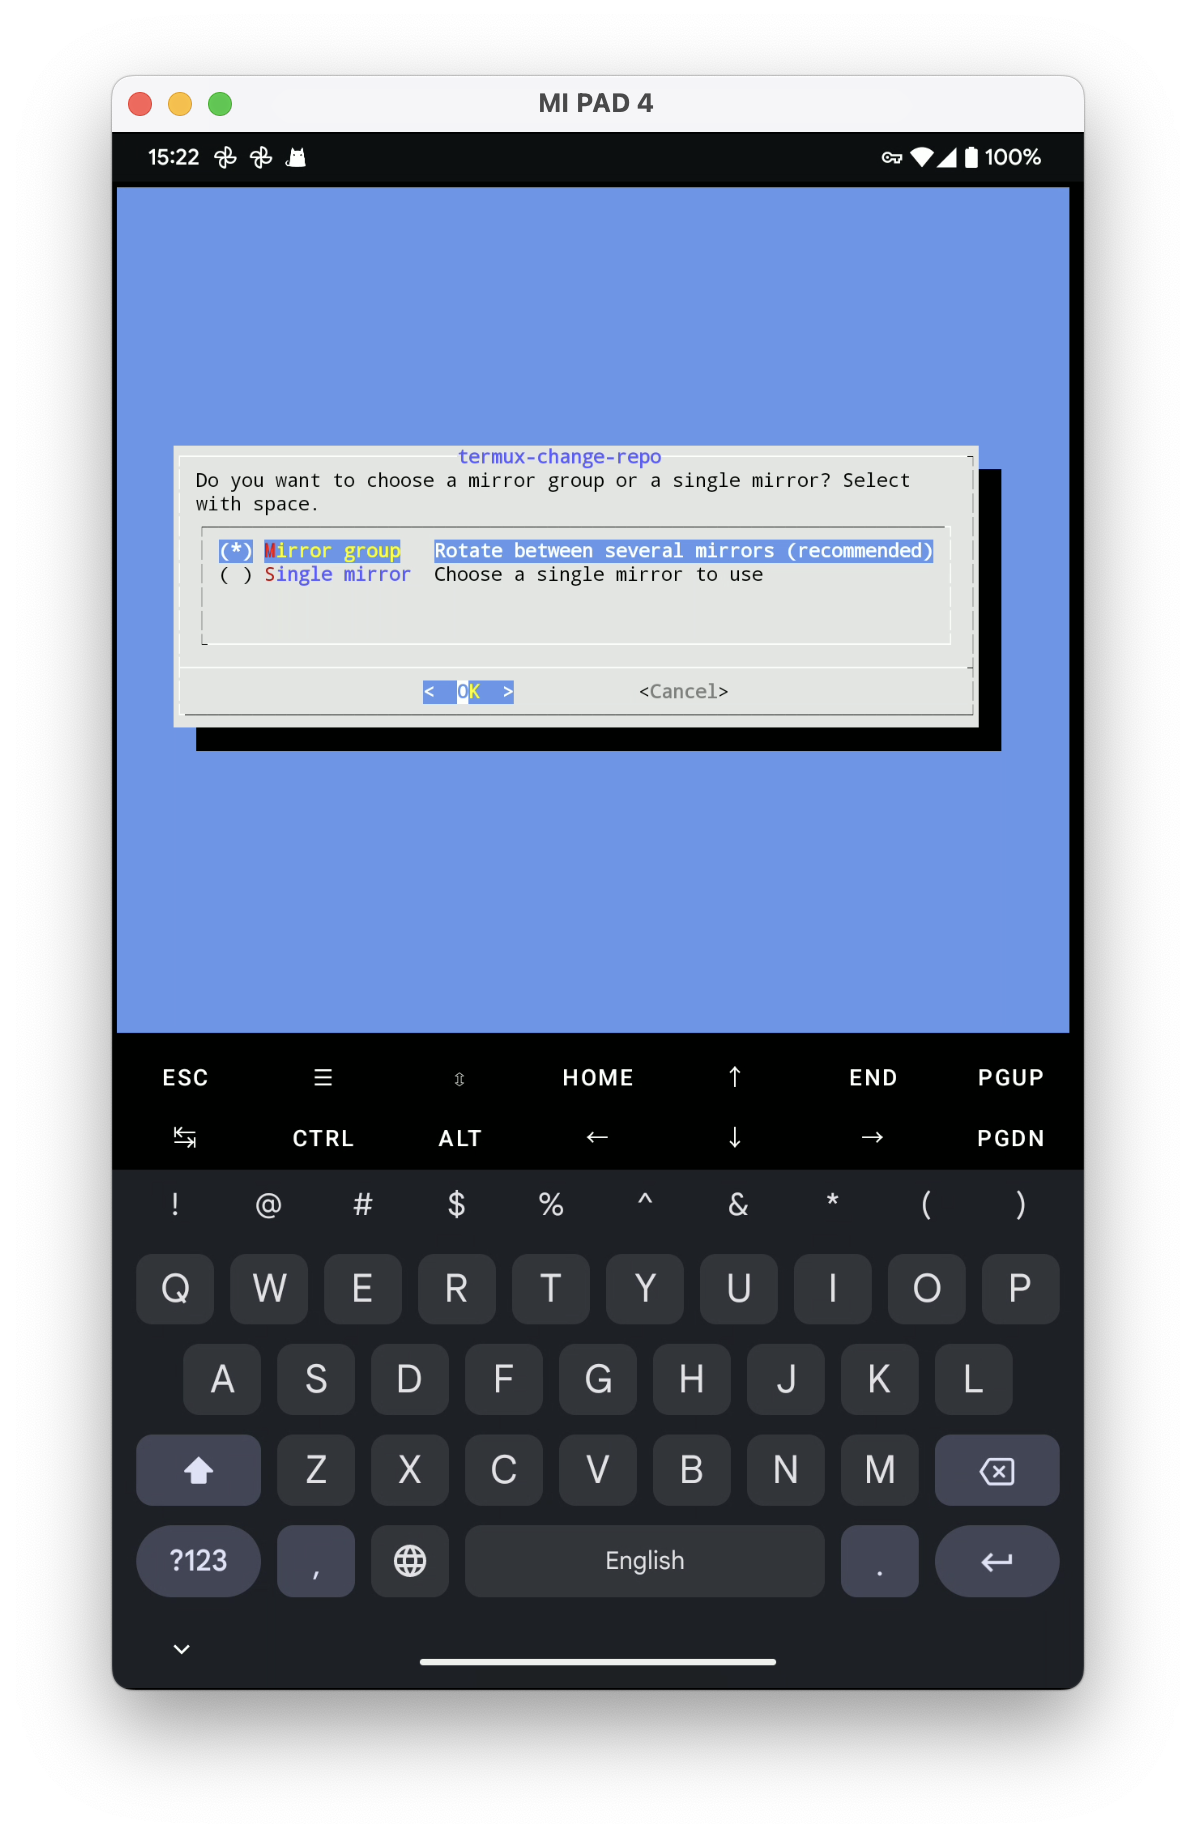 MI PAD 4
15:22
100%
termux-change-repo
Do you want to choose a mirror group or a single mirror? Select
with space.
(*) Mirror group Rotate between several mirrors (recommended)
( ) Single mirror Choose a single mirror to use
< OK > <Cancel>
ESC ☰ ⇳ HOME ↑ END PGUP
↹ CTRL ALT ← ↓ → PGDN
! @ # $ % ^ & * ( )
Q W E R T Y U I O P
A S D F G H J K L
Z X C V B N M
?123 , English .